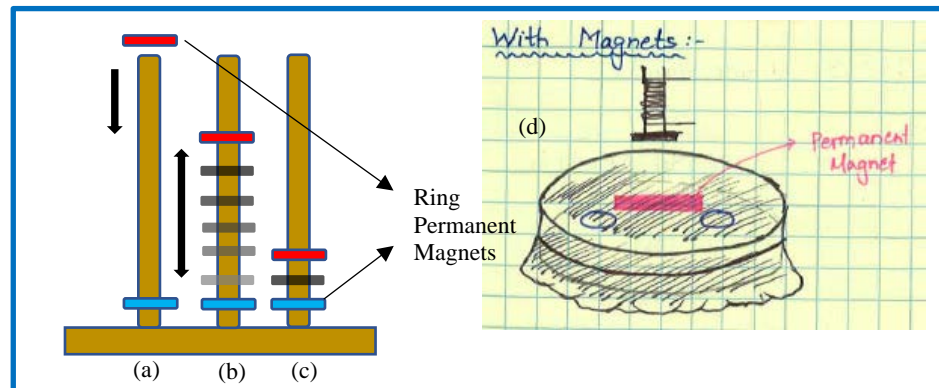 With Magnets:-
(d)
Permanent
Magnet
Ring
Permanent
Magnets
(a)
(b)
(c)